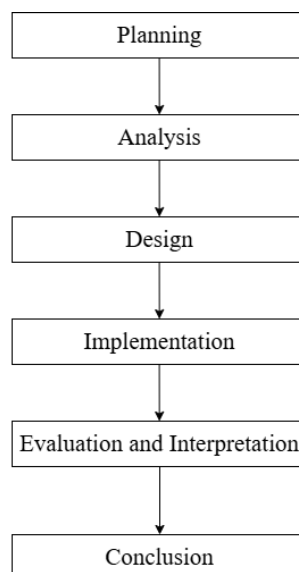 Planning
Analysis
Design
Implementation
Evaluation and Interpretation
Conclusion